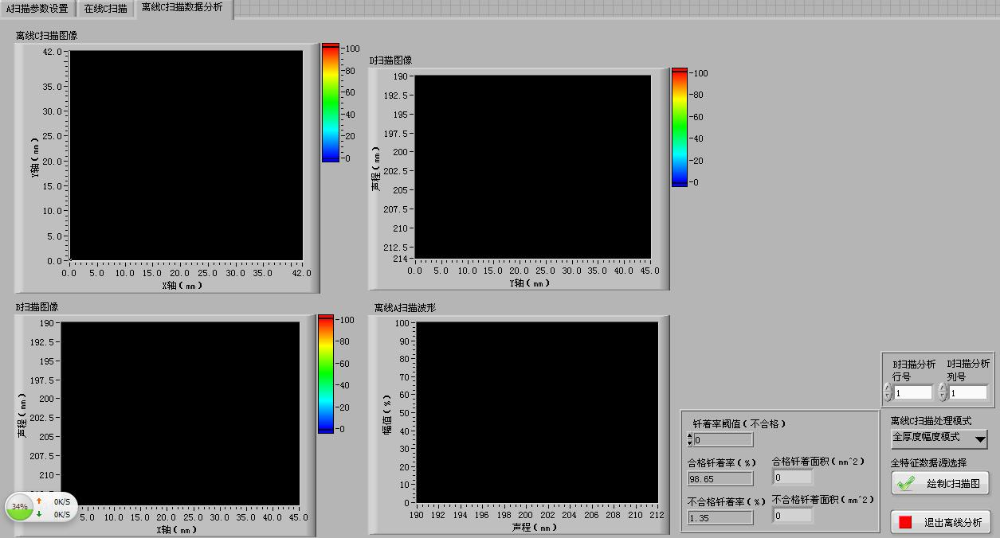 A扫描参数设置 在线C扫描 离线C扫描数据分析
离线C扫描图像
42.0
35.0
30.0
25.0
20.0
15.0
10.0
5.0
0.0
Y轴(mm)
0.0 5.0 10.0 15.0 20.0 25.0 30.0 35.0 42.0
X轴(mm)
100
80
60
40
20
0
D扫描图像
190
192.5
195
197.5
200
202.5
205
207.5
210
212.5
214
声程(mm)
0.0 5.0 10.0 15.0 20.0 25.0 30.0 35.0 40.0 45.0
Y轴(mm)
100
80
60
40
20
0
B扫描图像
190
192.5
195
197.5
200
202.5
205
207.5
210
声程(mm)
5.0 10.0 15.0 20.0 25.0 30.0 35.0 40.0 45.0
X轴(mm)
100
80
60
40
20
0
34%
0K/S
0K/S
离线A扫描波形
100
90
80
70
60
50
40
30
20
10
0
幅值(%)
190 192 194 196 198 200 202 204 206 208 210 212
声程(mm)
钎着率阈值(不合格)
0
合格钎着率(%) 合格钎着面积(mm^2)
98.65 0
不合格钎着率(%) 不合格钎着面积(mm^2)
1.35 0
B扫描分析 D扫描分析
行号 列号
1 1
离线C扫描处理模式
全厚度幅度模式
全特征数据源选择
绘制C扫描图
退出离线分析